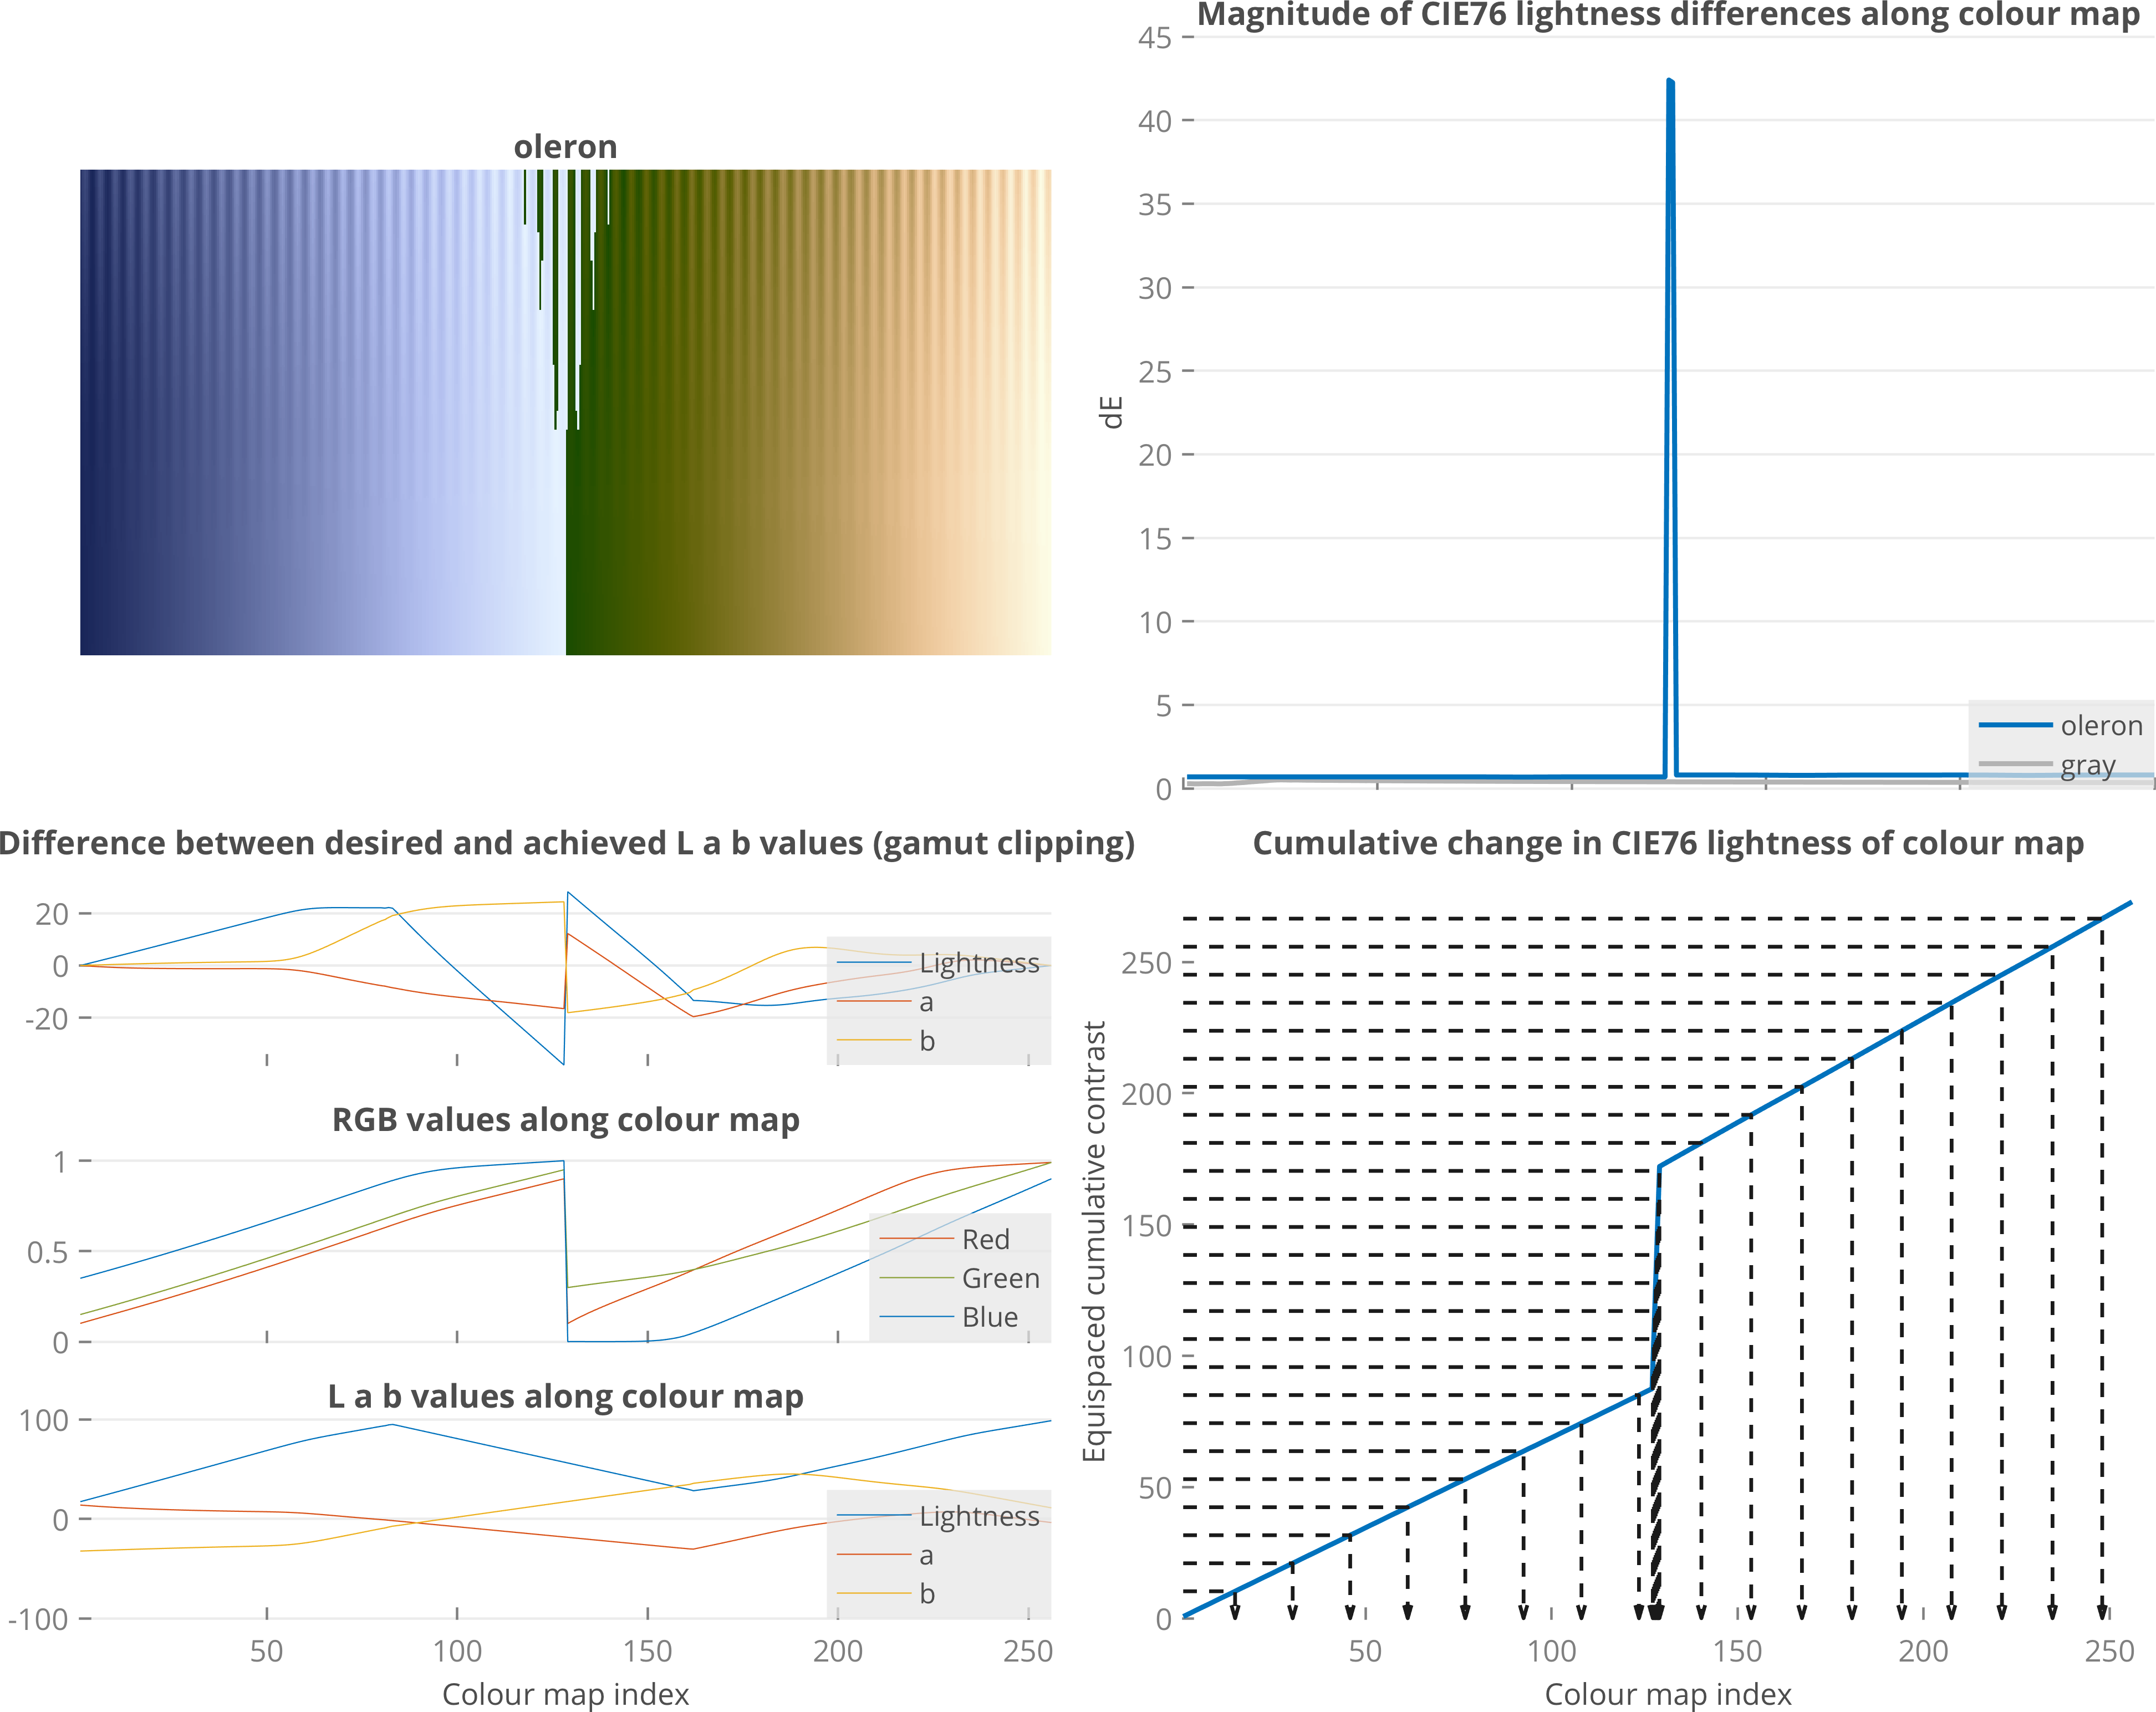 Magnitude of CIE76 lightness differences along colour map
45
40
35
30
25
20
15
10
5
0
dE
oleron
gray
oleron
Difference between desired and achieved L a b values (gamut clipping)
20
0
-20
Lightness
a
b
RGB values along colour map
1
0.5
0
Red
Green
Blue
L a b values along colour map
100
0
-100
Lightness
a
b
50 100 150 200 250
Colour map index
Cumulative change in CIE76 lightness of colour map
250
200
150
100
50
0
Equispaced cumulative contrast
50 100 150 200 250
Colour map index